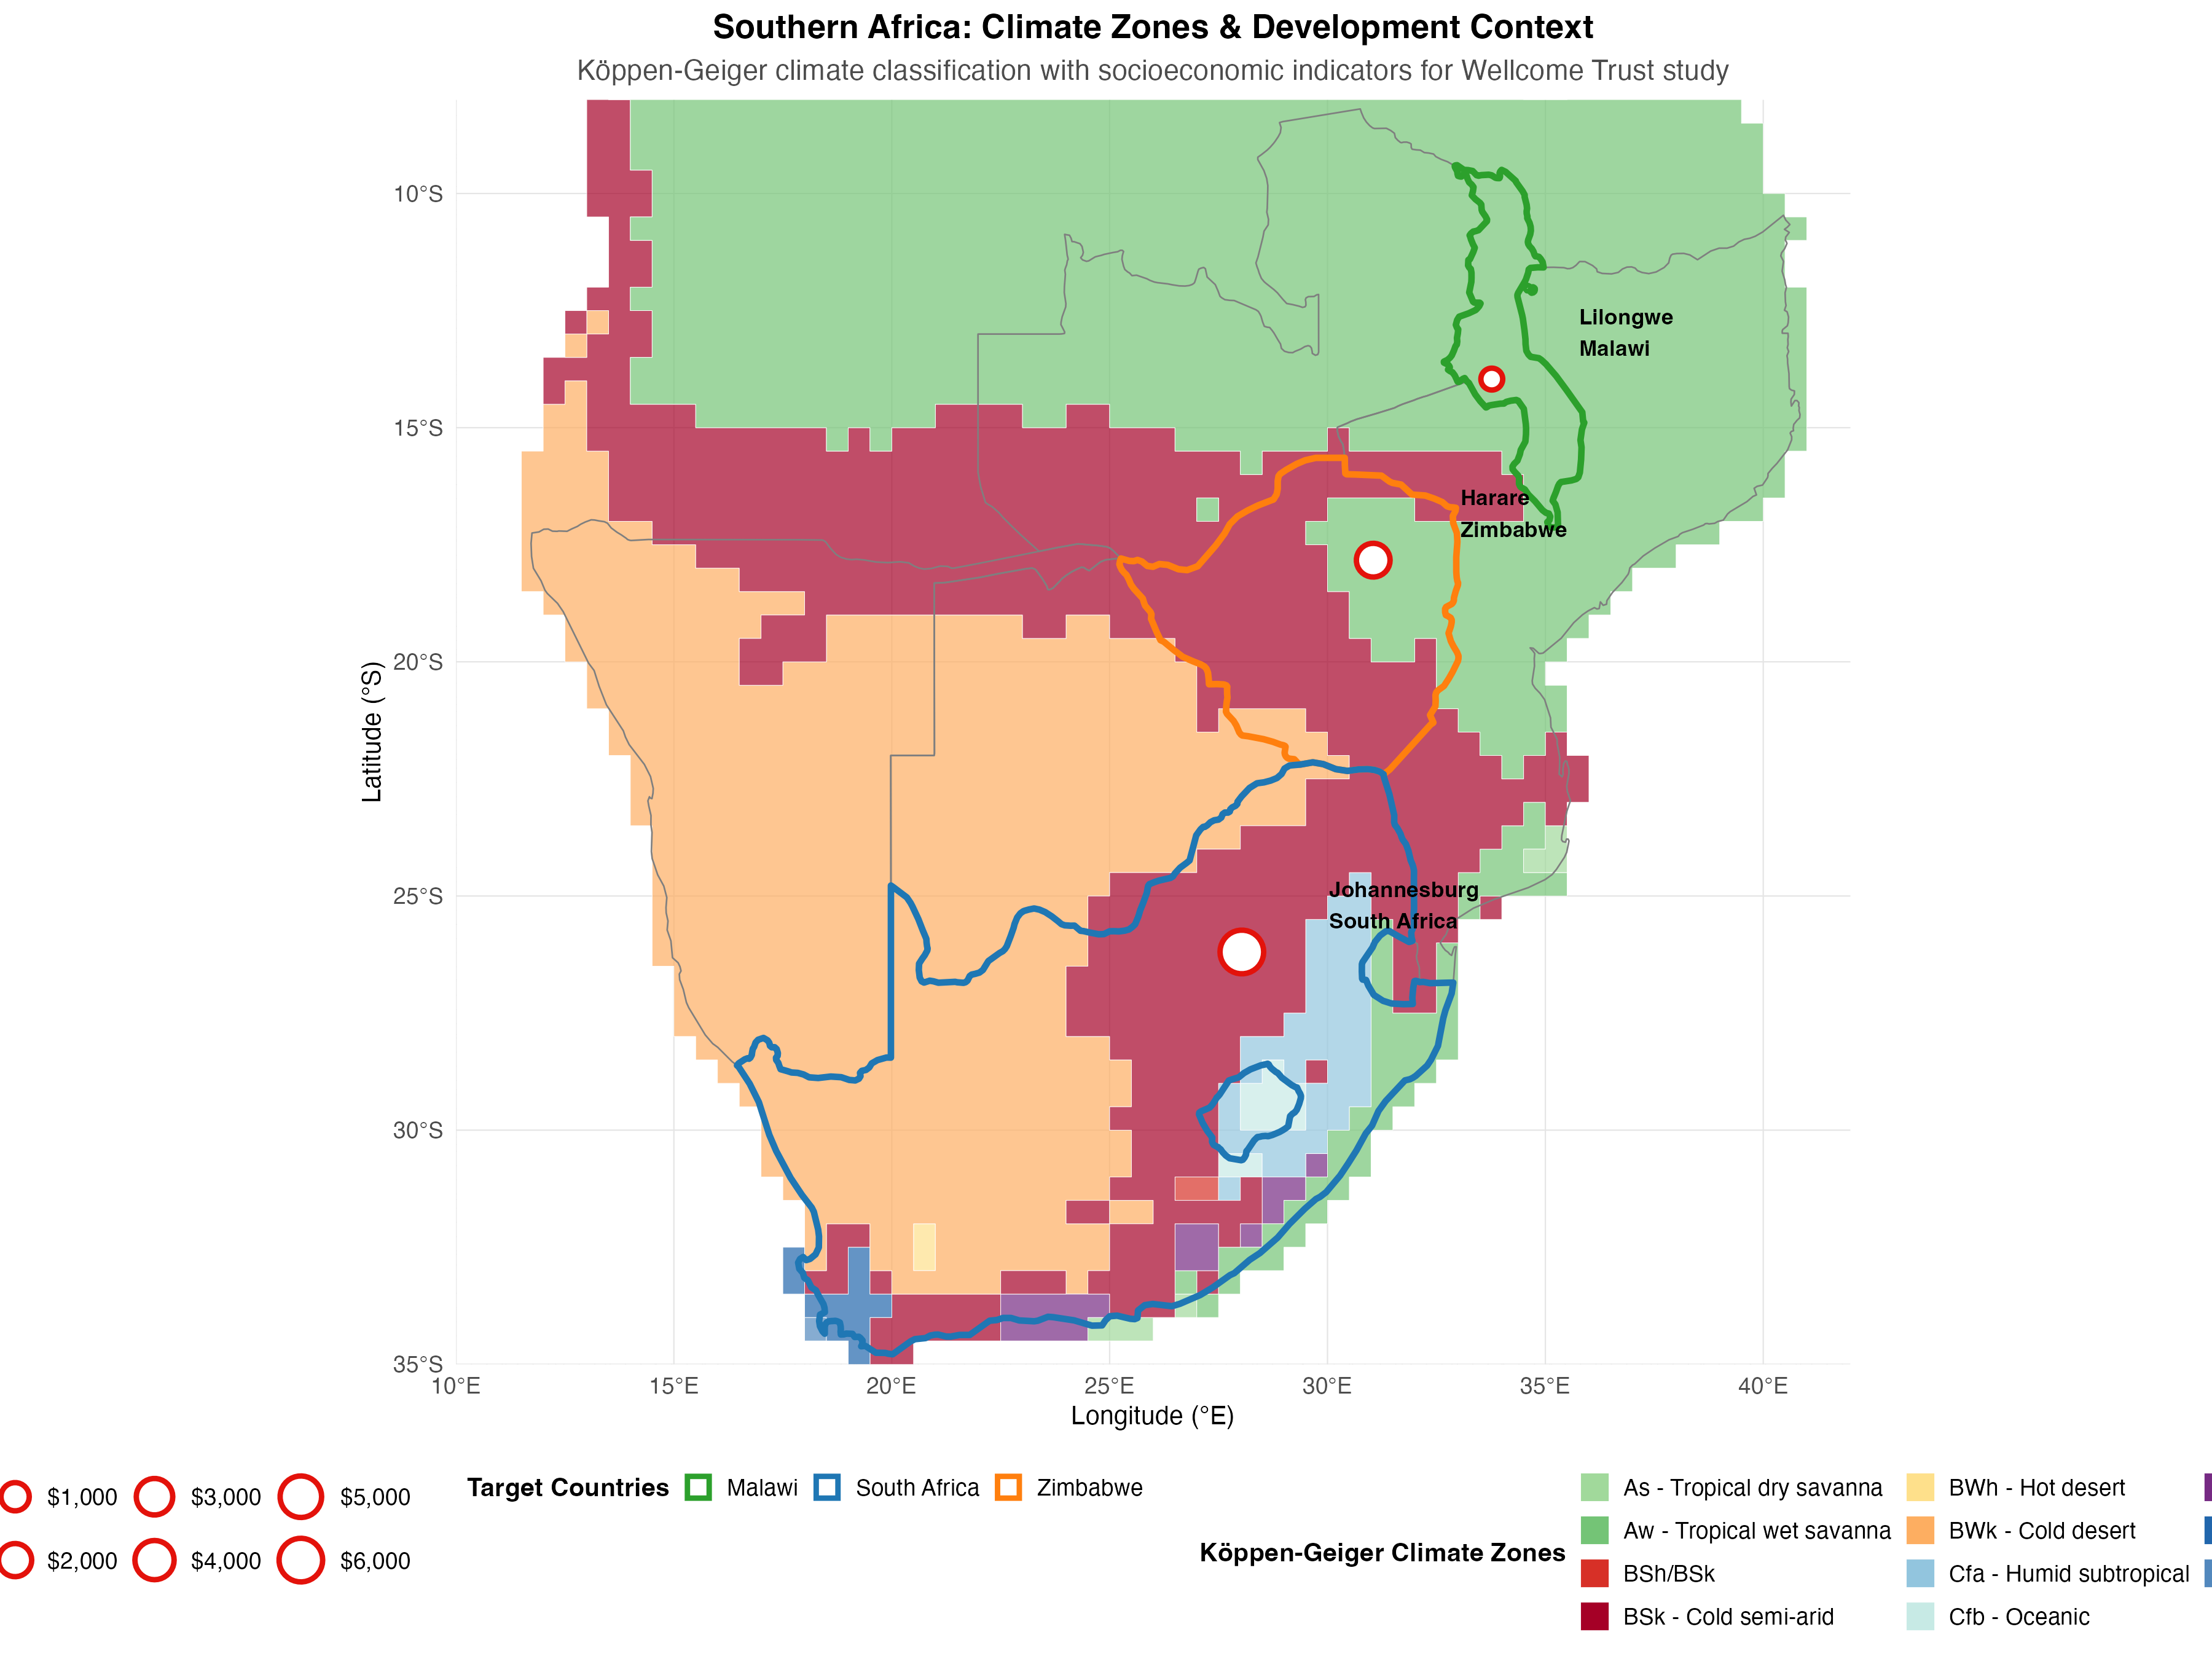 Southern Africa: Climate Zones & Development Context
Köppen-Geiger climate classification with socioeconomic indicators for Wellcome Trust study
10°S
15°S
20°S
25°S
30°S
35°S
Latitude (°S)
Lilongwe
Malawi
Harare
Zimbabwe
Johannesburg
South Africa
10°E
15°E
20°E
25°E
30°E
35°E
40°E
Longitude (°E)
$1,000
$3,000
$5,000
$2,000
$4,000
$6,000
Target Countries
Malawi
South Africa
Zimbabwe
Köppen-Geiger Climate Zones
As - Tropical dry savanna
Aw - Tropical wet savanna
BSh/BSk
BSk - Cold semi-arid
BWh - Hot desert
BWk - Cold desert
Cfa - Humid subtropical
Cfb - Oceanic